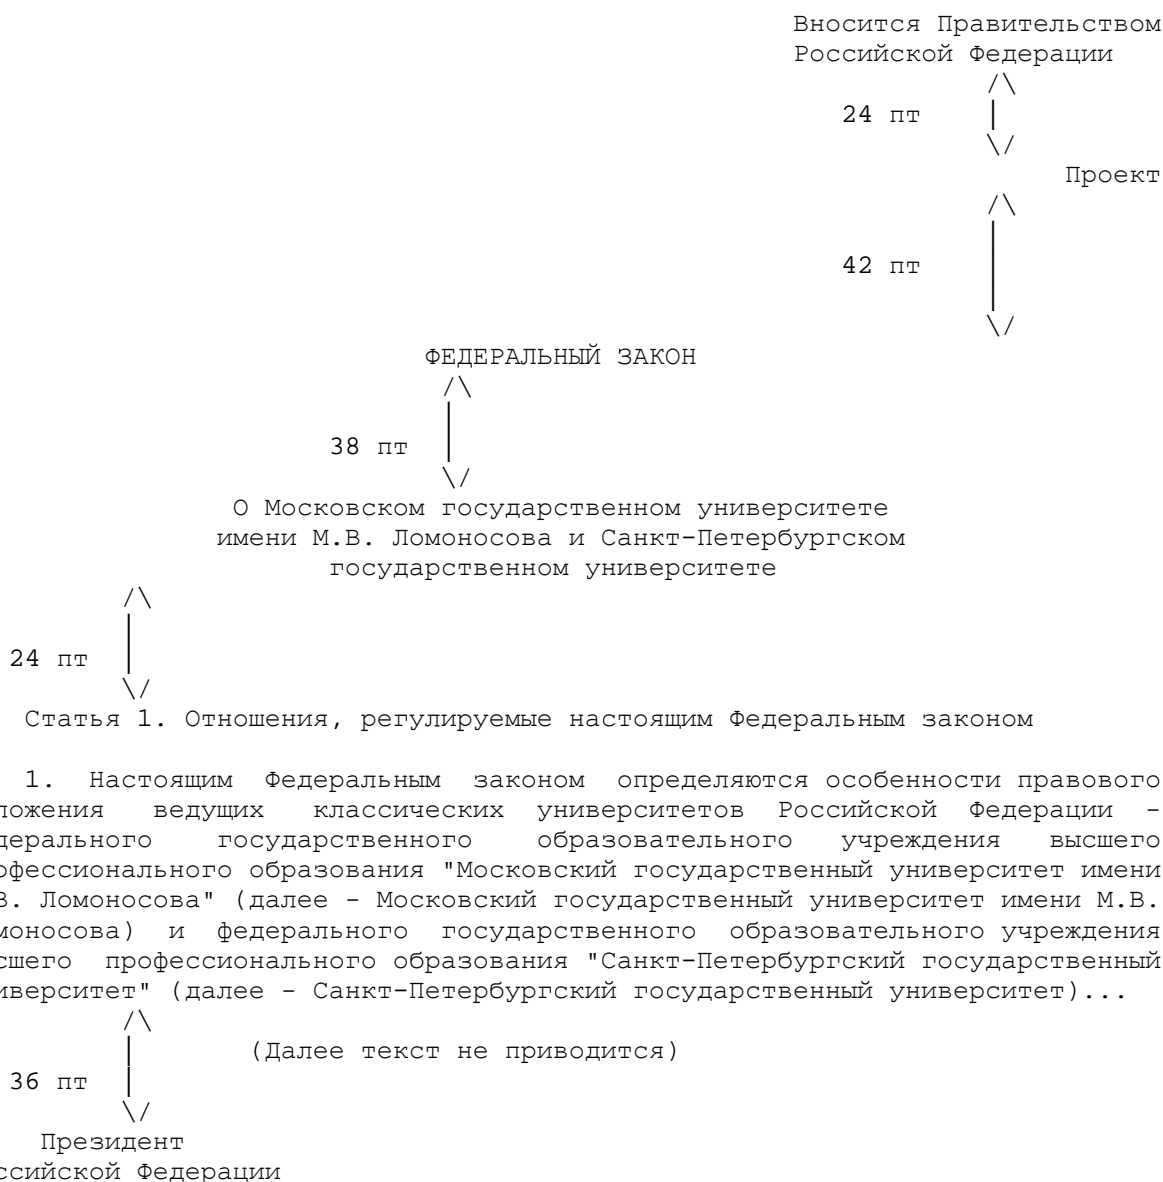 Вносится Правительством
Российской Федерации
24 пт
Проект
42 пт
ФЕДЕРАЛЬНЫЙ ЗАКОН
38 пт
О Московском государственном университете
имени М.В. Ломоносова и Санкт-Петербургском
государственном университете
24 пт
Статья 1. Отношения, регулируемые настоящим Федеральным законом
1. Настоящим Федеральным законом определяются особенности правового
ложения ведущих классических университетов Российской Федерации -
дерального государственного образовательного учреждения высшего
офессионального образования "Московский государственный университет имени
В. Ломоносова" (далее - Московский государственный университет имени М.В.
моносова) и федерального государственного образовательного учреждения
сшего профессионального образования "Санкт-Петербургский государственный
иверситет" (далее - Санкт-Петербургский государственный университет)...
(Далее текст не приводится)
36 пт
Президент
ссийской Федерации